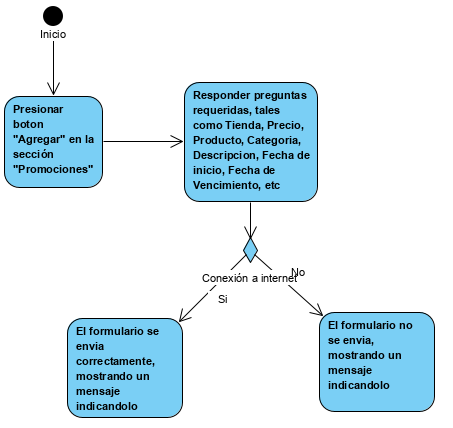 Inicio
Presionar
boton
"Agregar" en la
sección
"Promociones"
Responder preguntas
requeridas, tales
como Tienda, Precio,
Producto, Categoria,
Descripcion, Fecha de
inicio, Fecha de
Vencimiento, etc
Conexión a internet
No
Si
El formulario se
envia
correctamente,
mostrando un
mensaje
indicandolo
El formulario no
se envia,
mostrando un
mensaje
indicandolo